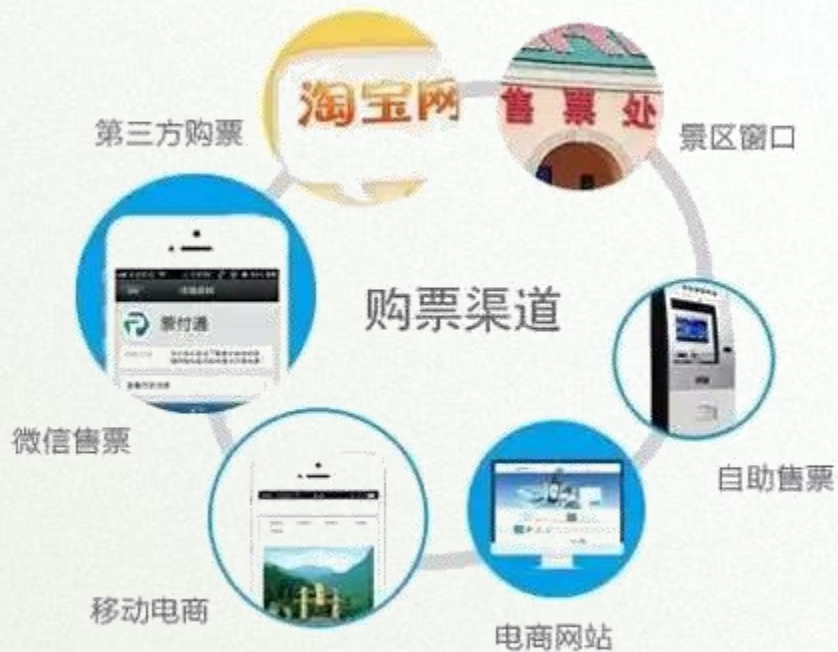 淘宝网
售票处
第三方购票
景区窗口
购票渠道
票付通
微信售票
自助售票
移动电商
电商网站